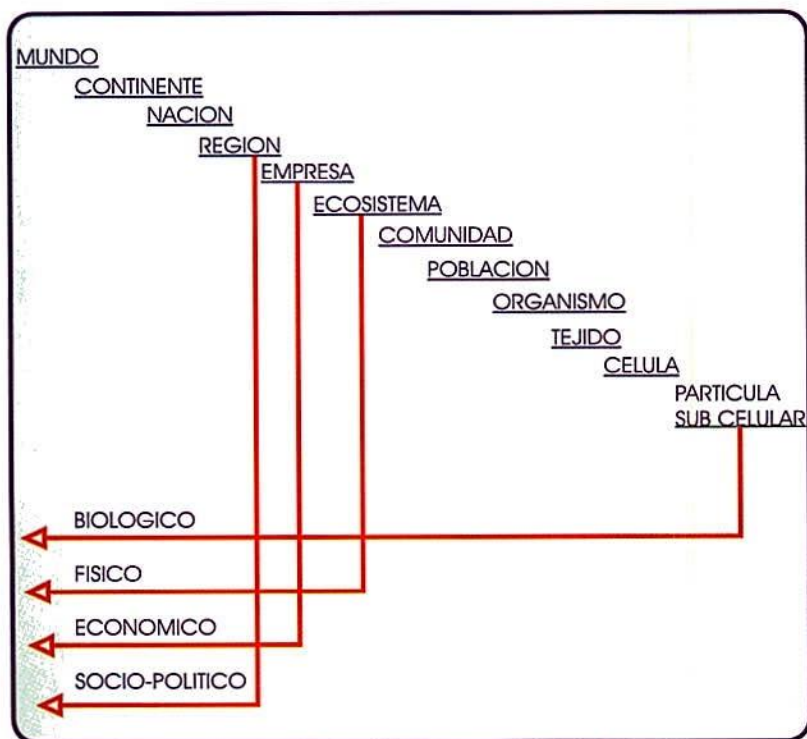 MUNDO
CONTINENTE
NACION
REGION
EMPRESA
ECOSISTEMA
COMUNIDAD
POBLACION
ORGANISMO
TEJIDO
CELULA
PARTICULA
SUB CELULAR
BIOLOGICO
FISICO
ECONOMICO
SOCIO-POLITICO